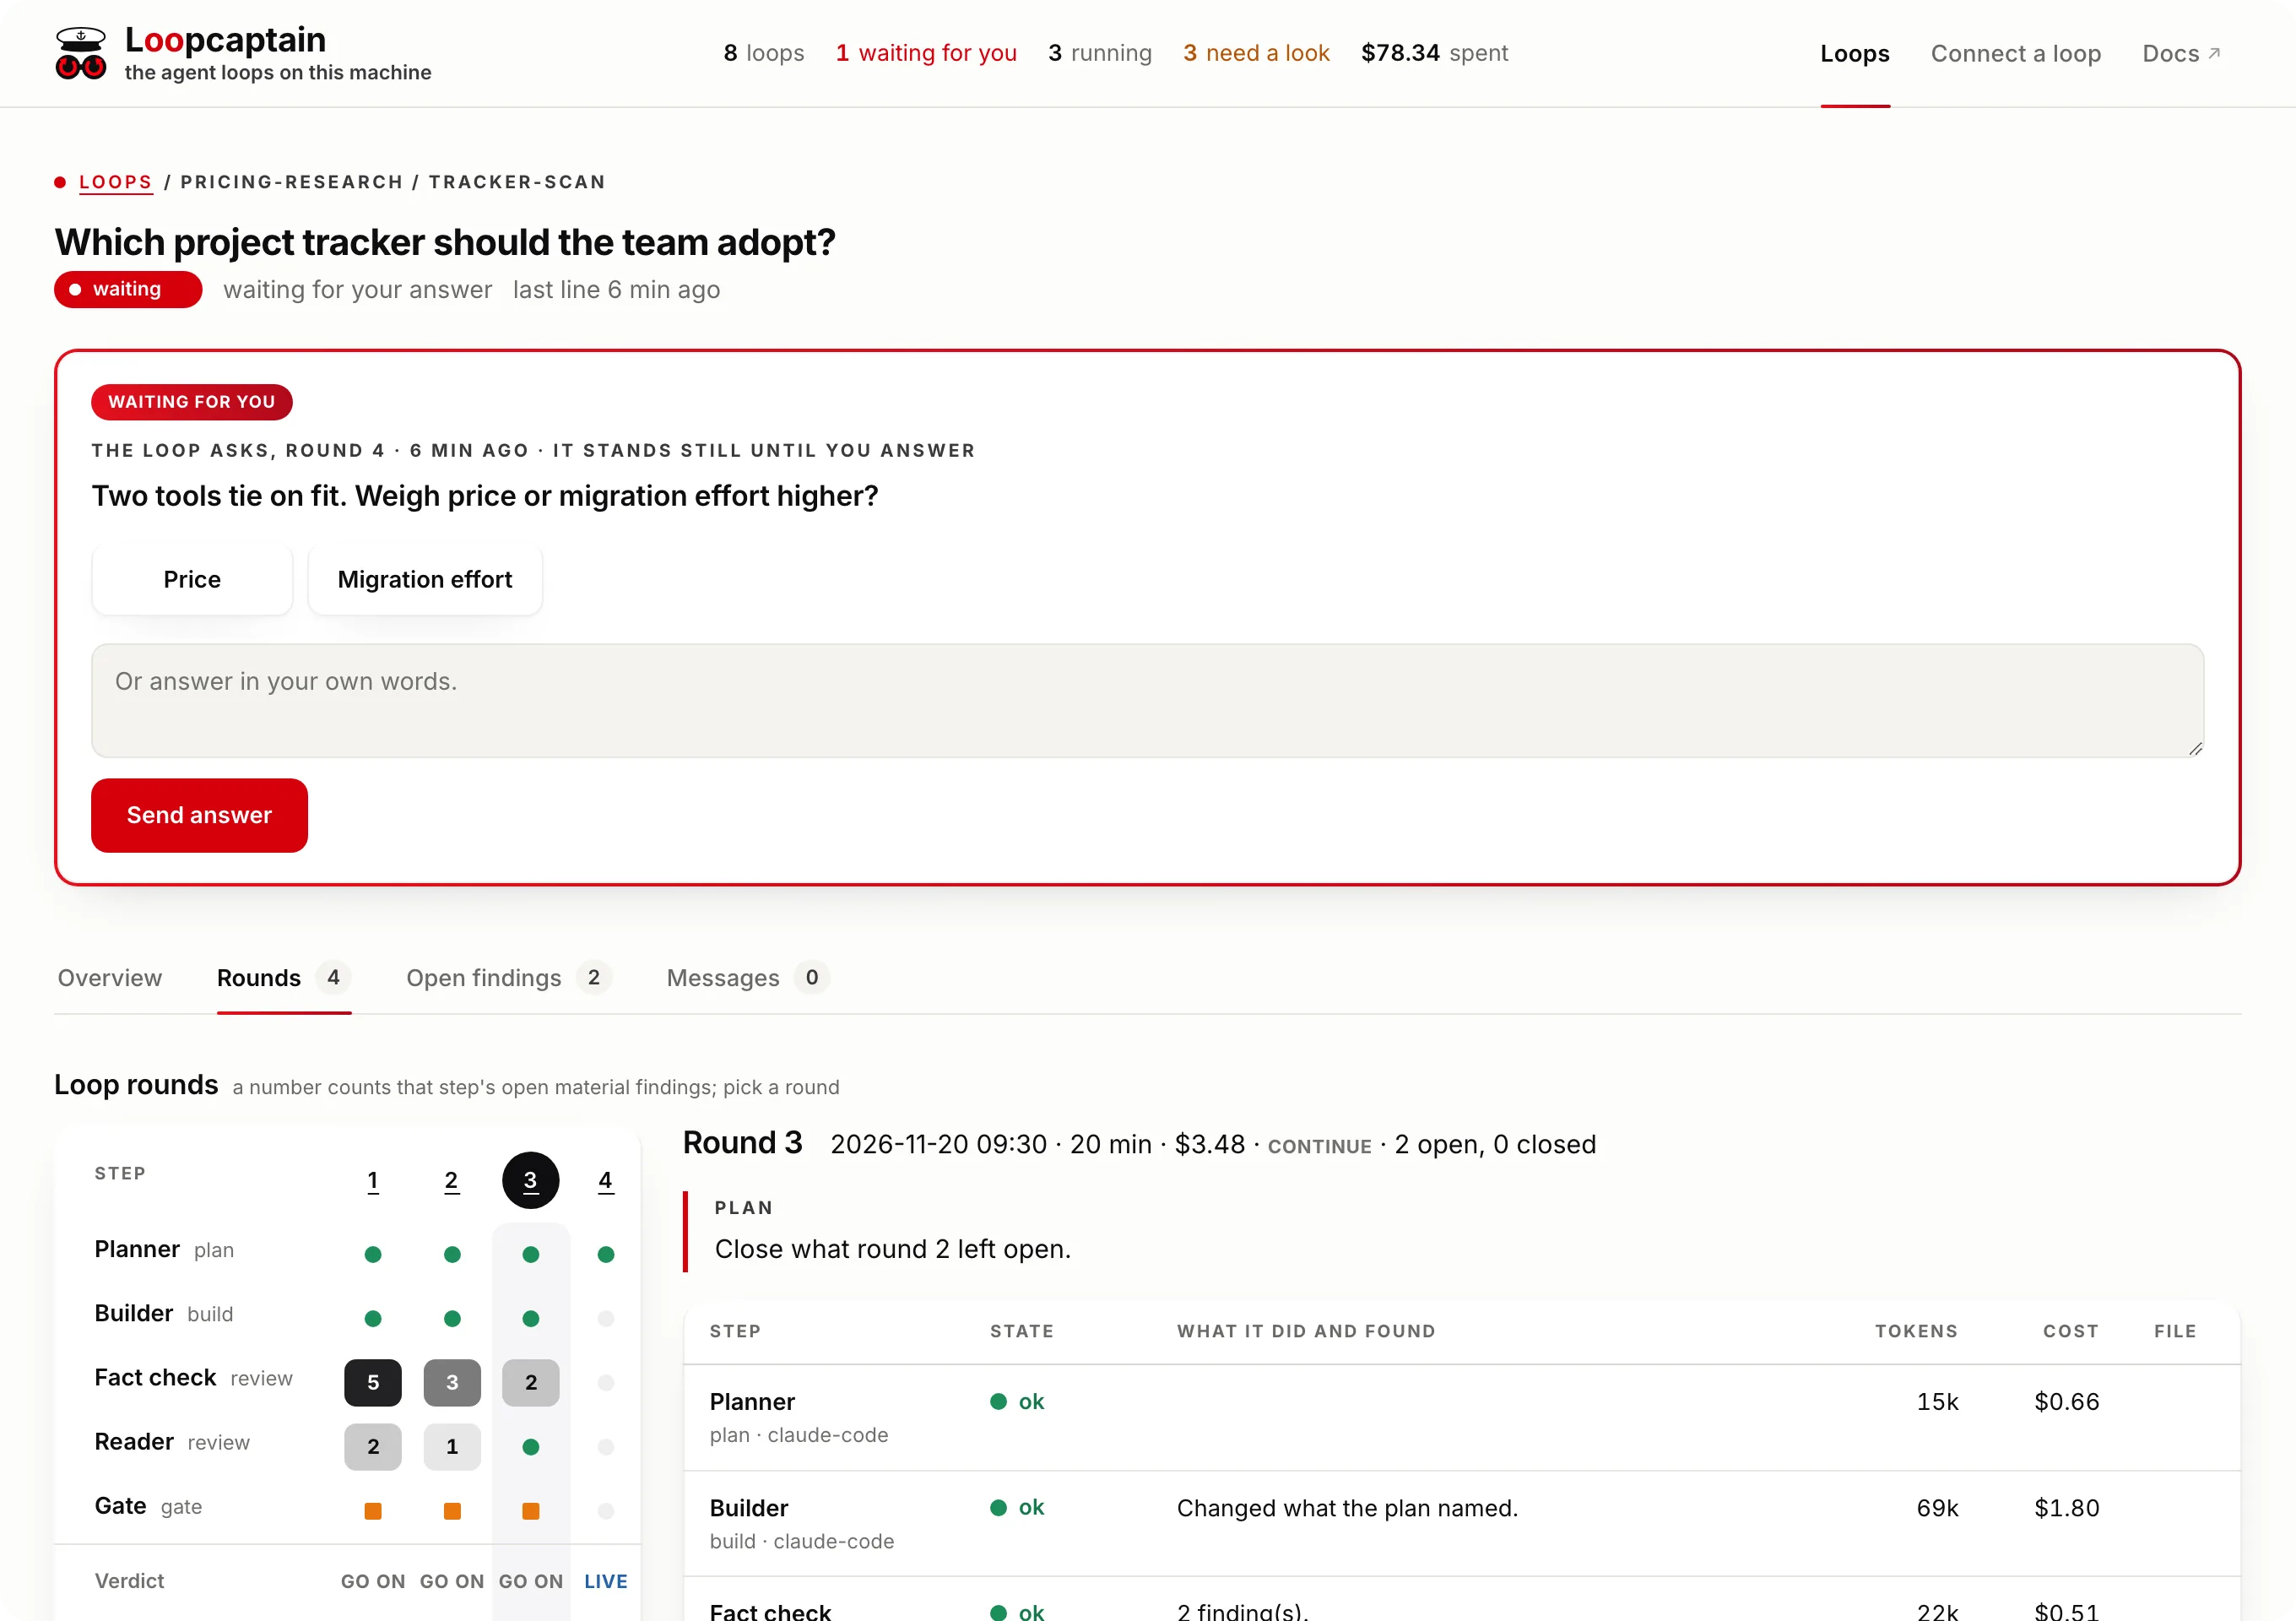 Loopcaptain
the agent loops on this machine
8 loops 1 waiting for you 3 running 3 need a look $78.34 spent
Loops Connect a loop Docs ↗
LOOPS / PRICING-RESEARCH / TRACKER-SCAN
Which project tracker should the team adopt?
waiting waiting for your answer last line 6 min ago
WAITING FOR YOU
THE LOOP ASKS, ROUND 4 · 6 MIN AGO · IT STANDS STILL UNTIL YOU ANSWER
Two tools tie on fit. Weigh price or migration effort higher?
Price Migration effort
Or answer in your own words.
Send answer
Overview Rounds 4 Open findings 2 Messages 0
Loop rounds a number counts that step's open material findings; pick a round
STEP 1 2 3 4
Planner plan
Builder build
Fact check review 5 3 2
Reader review 2 1
Gate gate
Verdict GO ON GO ON GO ON LIVE
Round 3 2026-11-20 09:30 · 20 min · $3.48 · CONTINUE · 2 open, 0 closed
PLAN
Close what round 2 left open.
STEP STATE WHAT IT DID AND FOUND TOKENS COST FILE
Planner ok 15k $0.66
plan · claude-code
Builder ok Changed what the plan named. 69k $1.80
build · claude-code
Fact check ok 2 finding(s). 22k $0.51